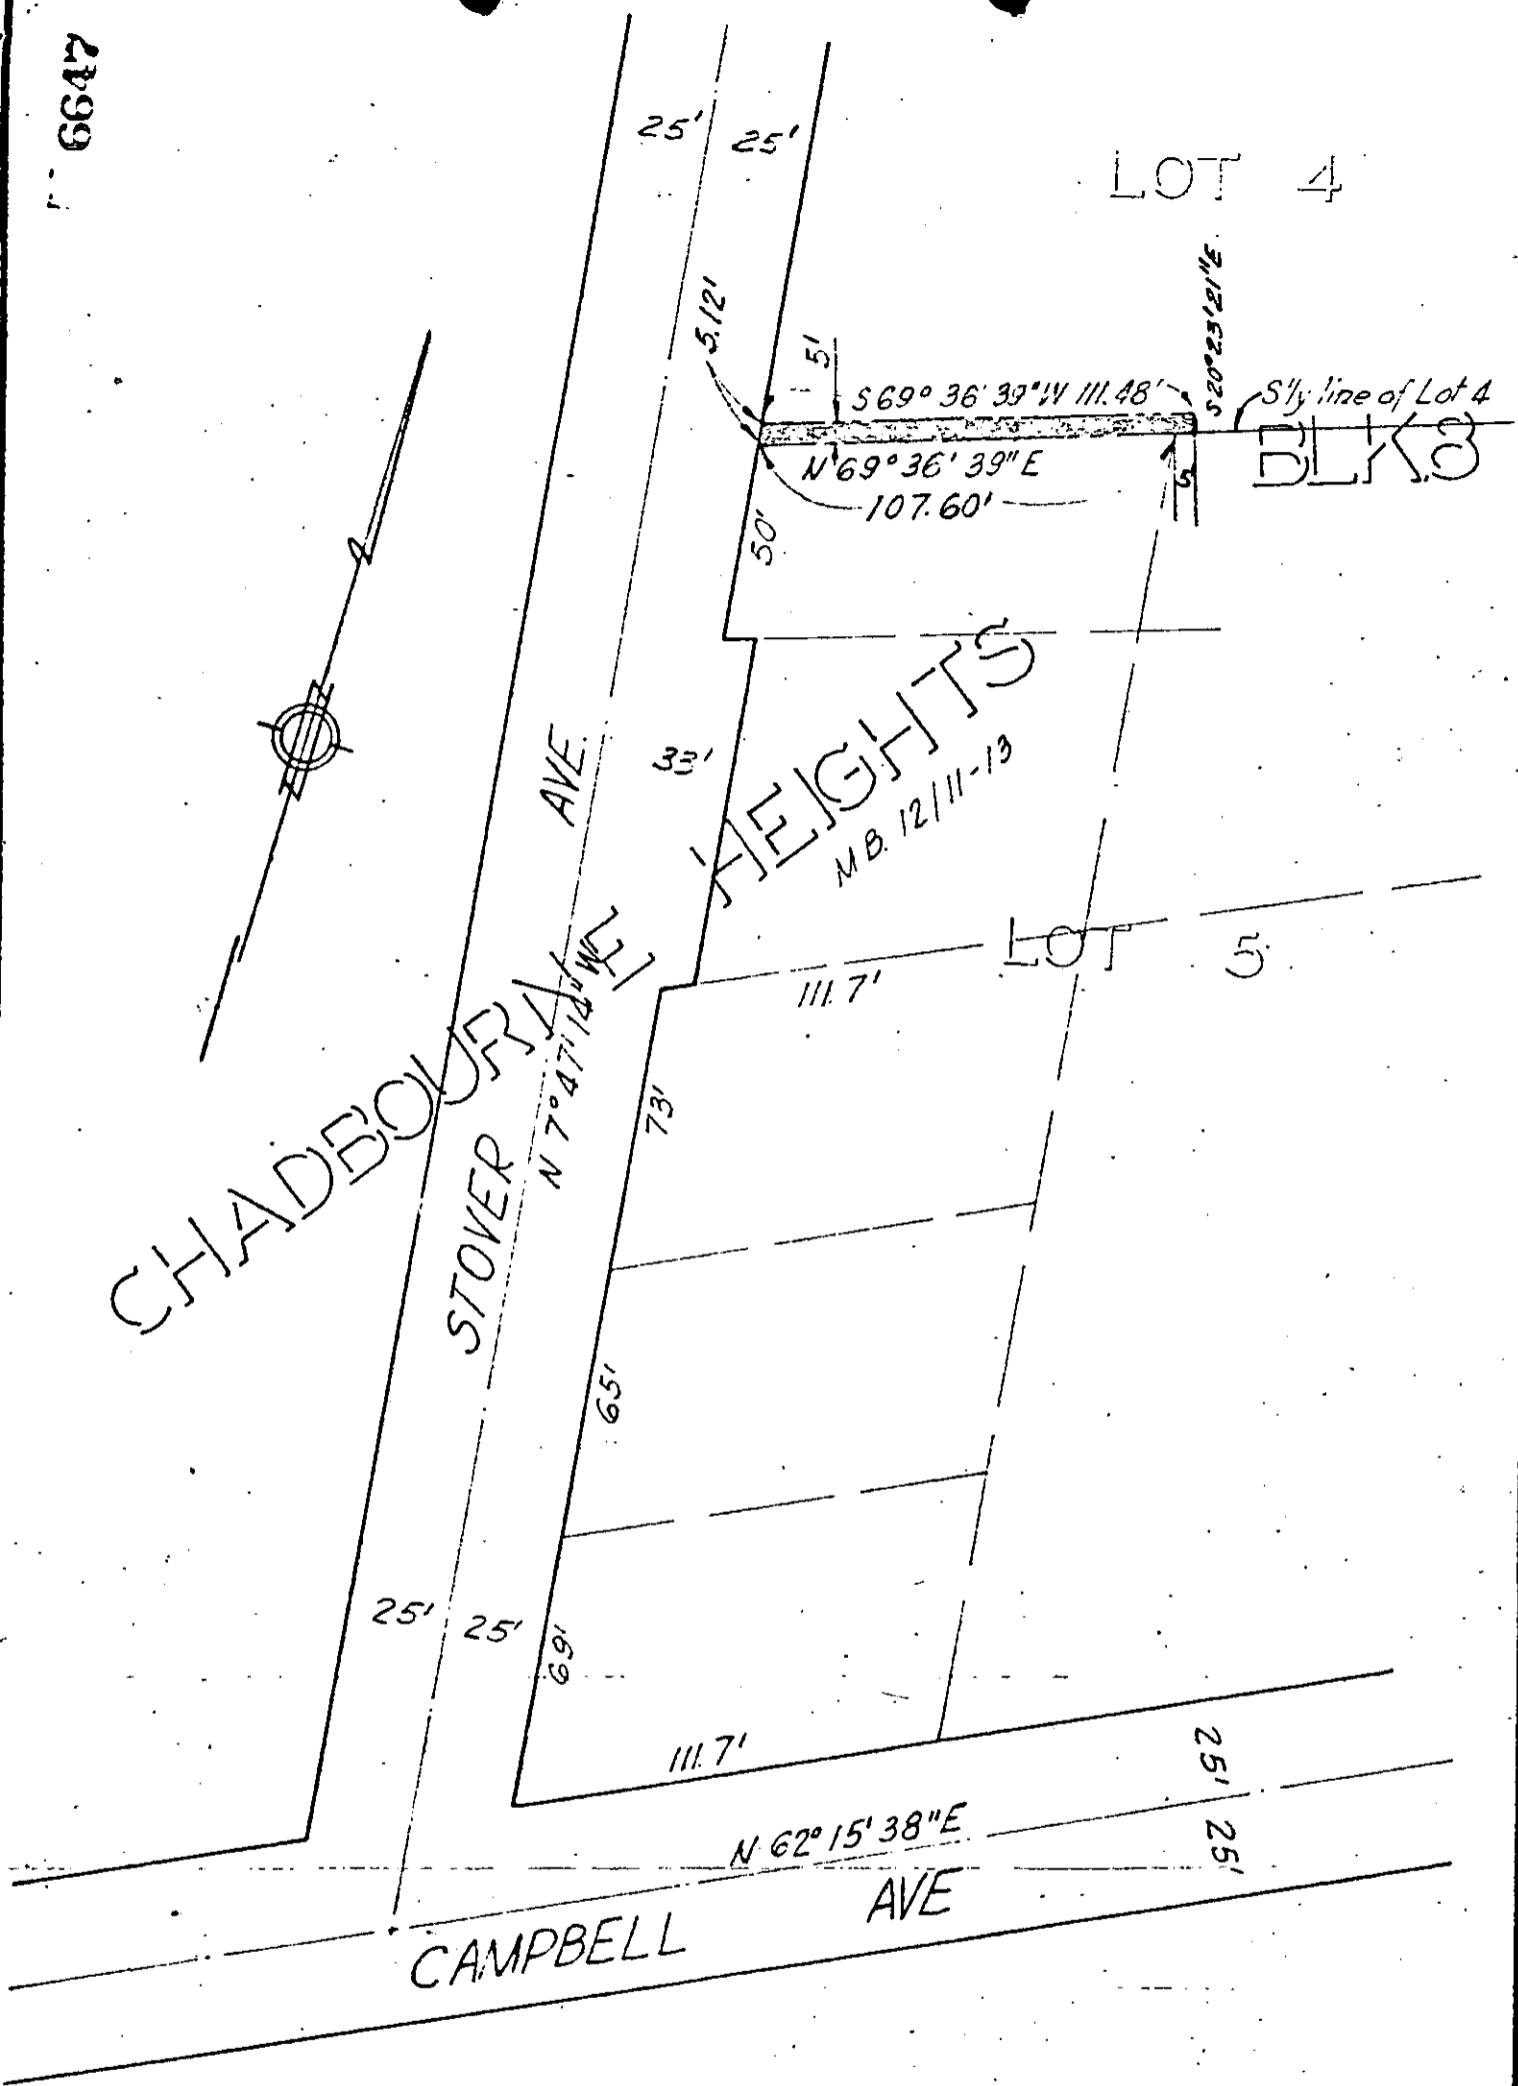 6647
25' 25'
LOT 4
5.12'
5'
S20°23'21"E
S 69° 36' 39" W 111.48'
S'ly line of Lot 4
N 69° 36' 39" E
107.60'
5'
BLK. 8
50'
33'
CHADBOURNE HEIGHTS
M.B. 12/11-13
STOVER AVE.
N 7° 47' 14" W
LOT 5
111.7'
73'
65'
25' 25'
69'
111.7'
25' 25'
N 62° 15' 38" E
CAMPBELL AVE